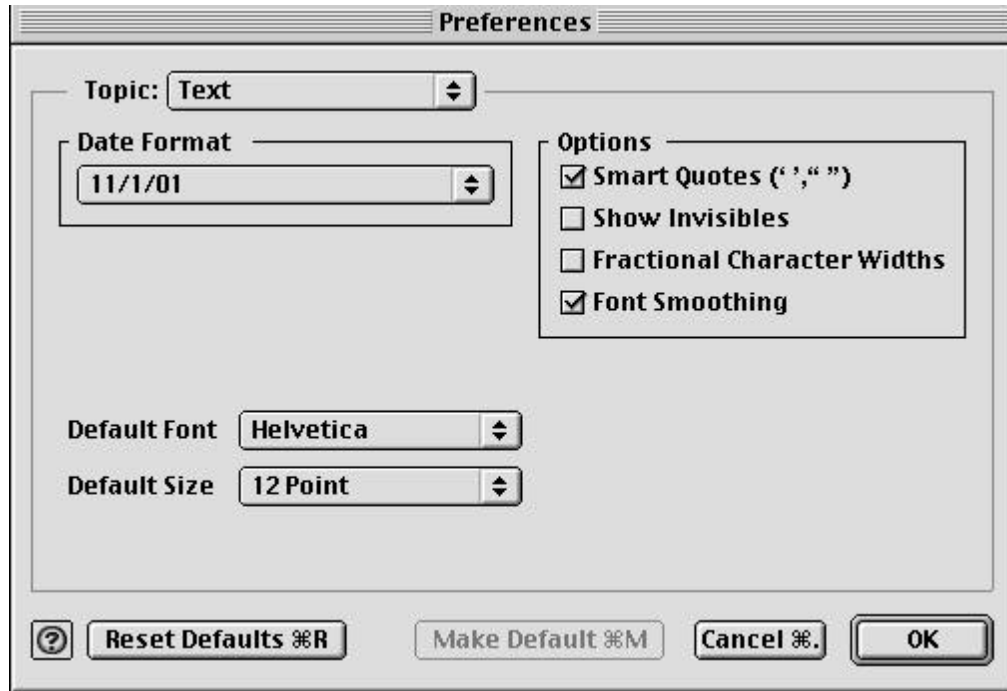 Preferences
Topic: Text
Date Format
11/1/01
Options
Smart Quotes (‘ ’,“ ”)
Show Invisibles
Fractional Character Widths
Font Smoothing
Default Font Helvetica
Default Size 12 Point
? Reset Defaults ⌘R Make Default ⌘M Cancel ⌘. OK